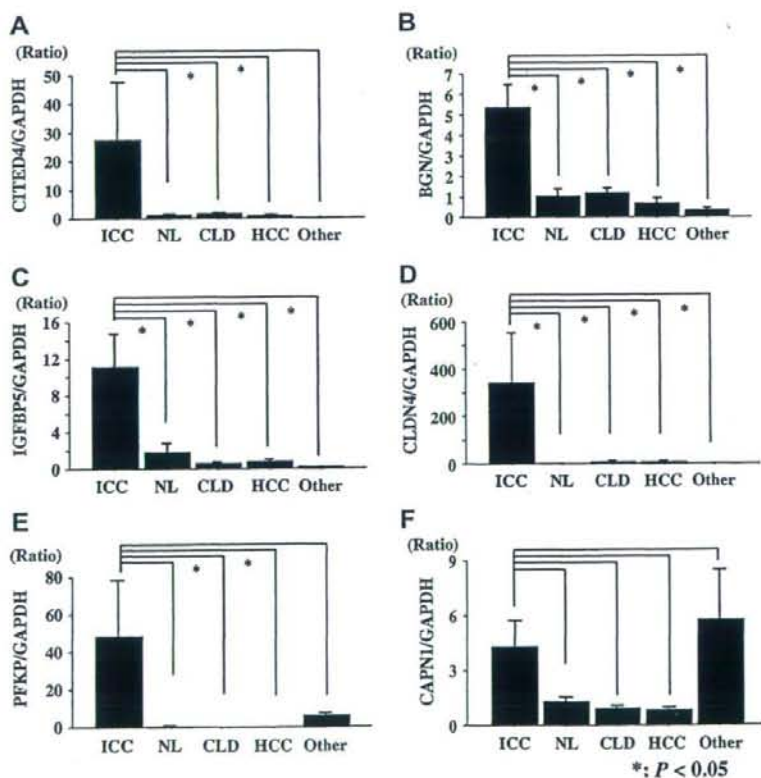 A
(Ratio)
CITED4/GAPDH
50
40
30
20
10
0
* *
ICC NL CLD HCC Other
B
(Ratio)
BGN/GAPDH
7
6
5
4
3
2
1
0
* * * *
ICC NL CLD HCC Other
C
(Ratio)
IGFBP5/GAPDH
16
12
8
4
0
* * * *
ICC NL CLD HCC Other
D
(Ratio)
CLDN4/GAPDH
600
400
200
0
* * * *
ICC NL CLD HCC Other
E
(Ratio)
PFKP/GAPDH
80
60
40
20
0
* *
ICC NL CLD HCC Other
F
(Ratio)
CAPN1/GAPDH
9
6
3
0
ICC NL CLD HCC Other
*: P < 0.05